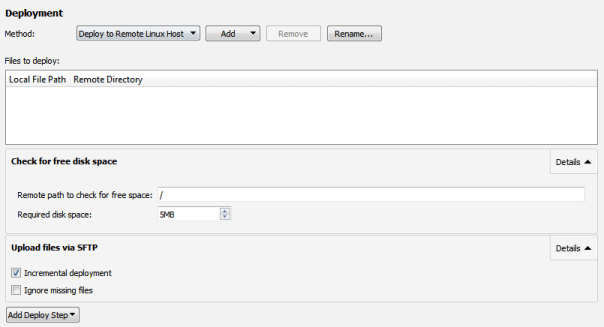 Deployment
Method: Deploy to Remote Linux Host Add Remove Rename...
Files to deploy:
Local File Path Remote Directory
Check for free disk space Details
Remote path to check for free space: /
Required disk space: 5MB
Upload files via SFTP Details
Incremental deployment
Ignore missing files
Add Deploy Step